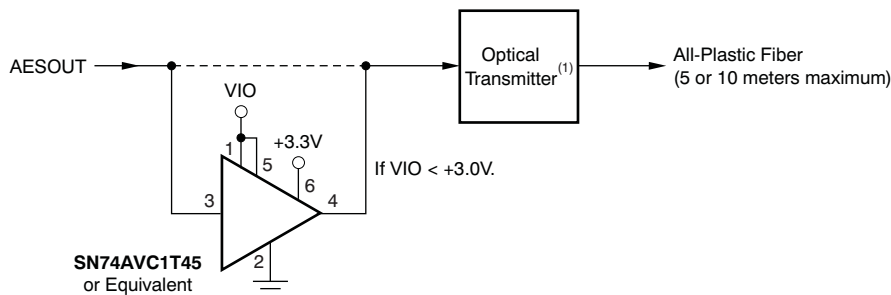 AESOUT
Optical
Transmitter(1)
All-Plastic Fiber
(5 or 10 meters maximum)
VIO
+3.3V
1
5
6
If VIO < +3.0V.
3
4
2
SN74AVC1T45
or Equivalent